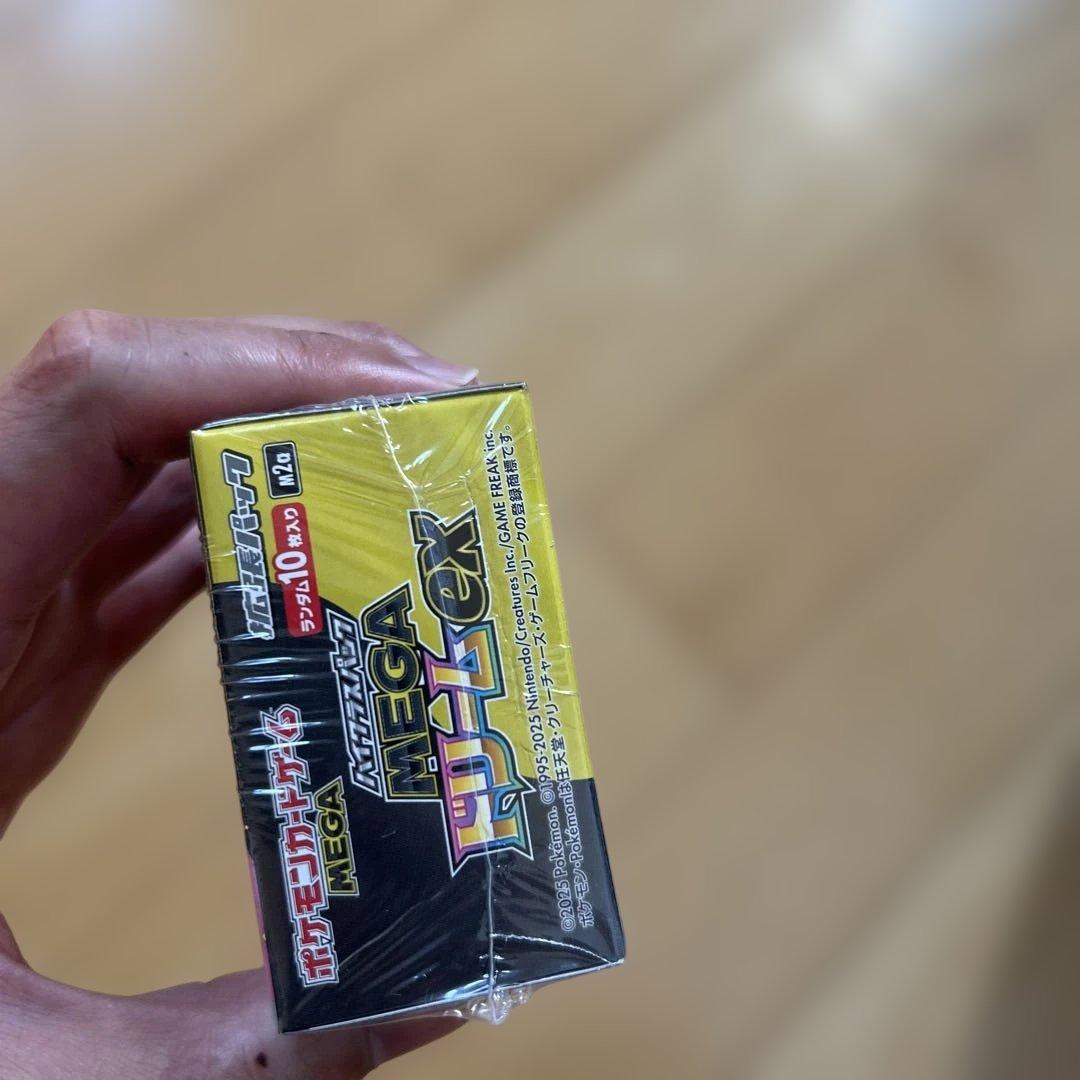 ポケモンカードゲーム
MEGA
拡張パック
ランダム10枚入り
M2a
ハイクラスパック
MEGA
ドリームex
©2025 Pokémon. ©1995-2025 Nintendo/Creatures Inc./GAME FREAK inc.
ポケモン・Pokémonは任天堂・クリーチャーズ・ゲームフリークの登録商標です。